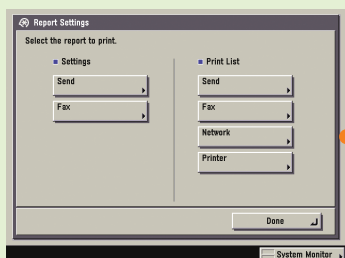 Report Settings
Select the report to print.
Settings
Send
Fax
Print List
Send
Fax
Network
Printer
Done
System Monitor